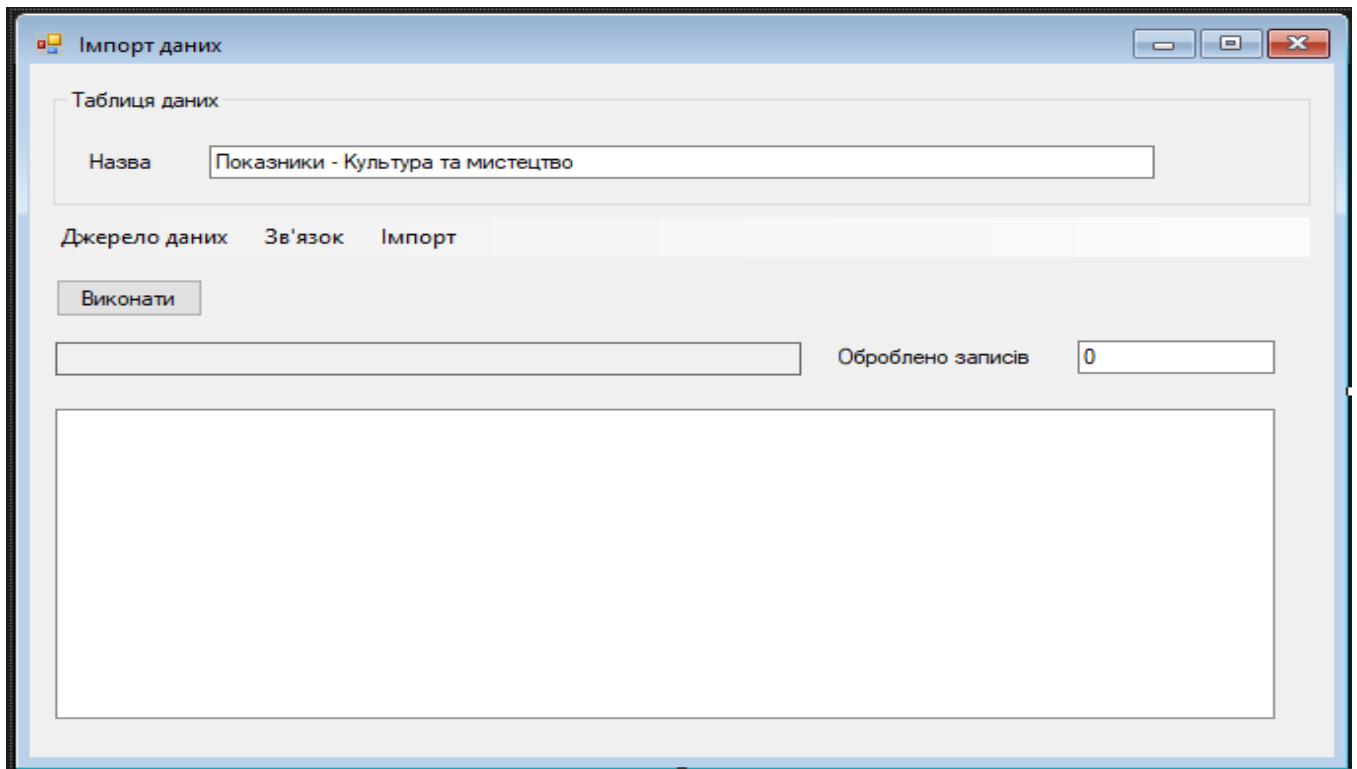 Імпорт даних
Таблиця даних
Назва Показники - Культура та мистецтво
Джерело даних Зв'язок Імпорт
Виконати
Оброблено записів 0